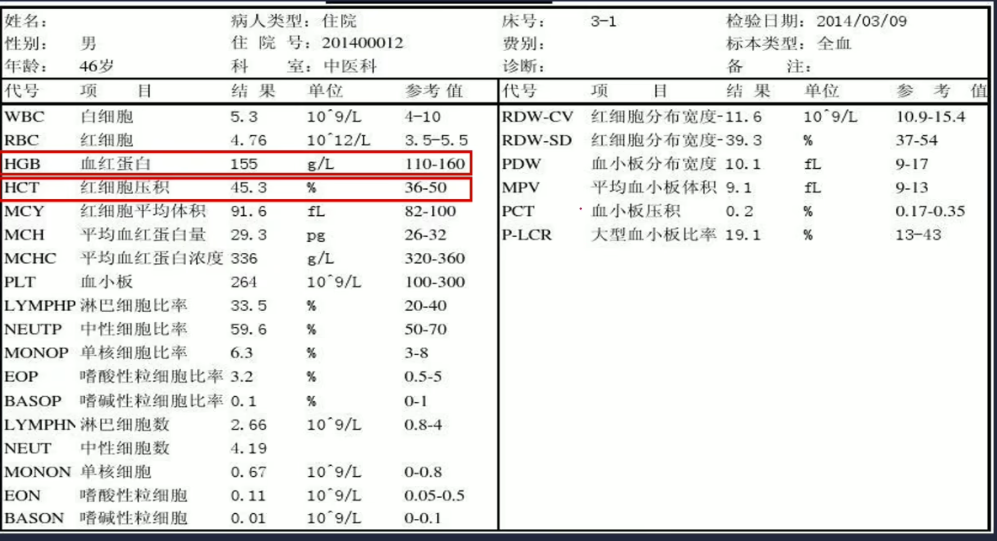 姓名: 病人类型: 住院 床号: 3-1 检验日期: 2014/03/09
性别: 男 住 院 号: 201400012 费别: 标本类型: 全血
年龄: 46岁 科 室: 中医科 诊断: 备 注:
代号 项 目 结 果 单位 参考值 代号 项 目 结 果 单位 参 考 值
WBC 白细胞 5.3 10^9/L 4-10 RDW-CV 红细胞分布宽度-11.6 10^9/L 10.9-15.4
RBC 红细胞 4.76 10^12/L 3.5-5.5 RDW-SD 红细胞分布宽度-39.3 % 37-54
HGB 血红蛋白 155 g/L 110-160 PDW 血小板分布宽度 10.1 fL 9-17
HCT 红细胞压积 45.3 % 36-50 MPV 平均血小板体积 9.1 fL 9-13
MCY 红细胞平均体积 91.6 fL 82-100 PCT 血小板压积 0.2 % 0.17-0.35
MCH 平均血红蛋白量 29.3 pg 26-32 P-LCR 大型血小板比率 19.1 % 13-43
MCHC 平均血红蛋白浓度 336 g/L 320-360
PLT 血小板 264 10^9/L 100-300
LYMPHP 淋巴细胞比率 33.5 % 20-40
NEUTP 中性细胞比率 59.6 % 50-70
MONOP 单核细胞比率 6.3 % 3-8
EOP 嗜酸性粒细胞比率 3.2 % 0.5-5
BASOP 嗜碱性粒细胞比率 0.1 % 0-1
LYMPHN 淋巴细胞数 2.66 10^9/L 0.8-4
NEUT 中性细胞数 4.19
MONON 单核细胞 0.67 10^9/L 0-0.8
EON 嗜酸性粒细胞 0.11 10^9/L 0.05-0.5
BASON 嗜碱性粒细胞 0.01 10^9/L 0-0.1